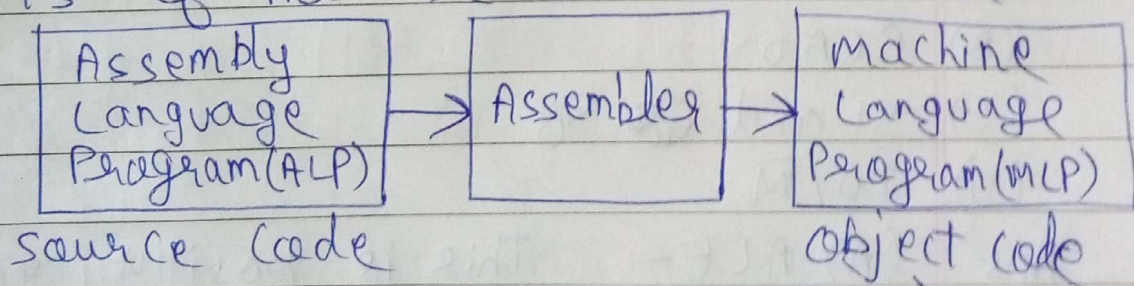 Assembly
Language
Program(ALP)
Assembler
Machine
Language
Program(MLP)
source code
object code